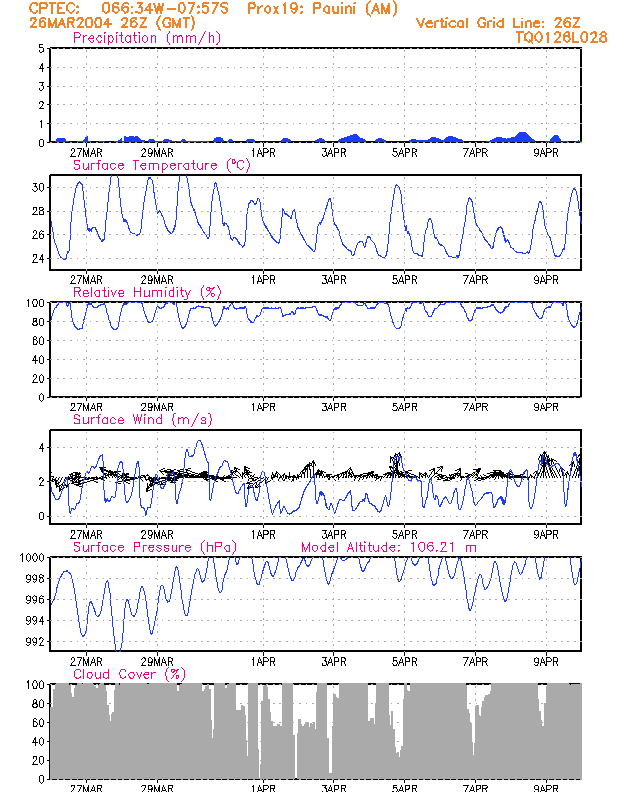 CPTEC: 066:34W-07:57S Prox19: Pauini (AM)
26MAR2004 26Z (GMT) Vertical Grid Line: 26Z
Precipitation (mm/h) TQ0126L028
5
4
3
2
1
0
27MAR 29MAR 1APR 3APR 5APR 7APR 9APR
Surface Temperature (°C)
30
28
26
24
27MAR 29MAR 1APR 3APR 5APR 7APR 9APR
Relative Humidity (%)
100
80
60
40
20
0
27MAR 29MAR 1APR 3APR 5APR 7APR 9APR
Surface Wind (m/s)
4
2
0
27MAR 29MAR 1APR 3APR 5APR 7APR 9APR
Surface Pressure (hPa) Model Altitude: 106.21 m
1000
998
996
994
992
27MAR 29MAR 1APR 3APR 5APR 7APR 9APR
Cloud Cover (%)
100
80
60
40
20
0
27MAR 29MAR 1APR 3APR 5APR 7APR 9APR